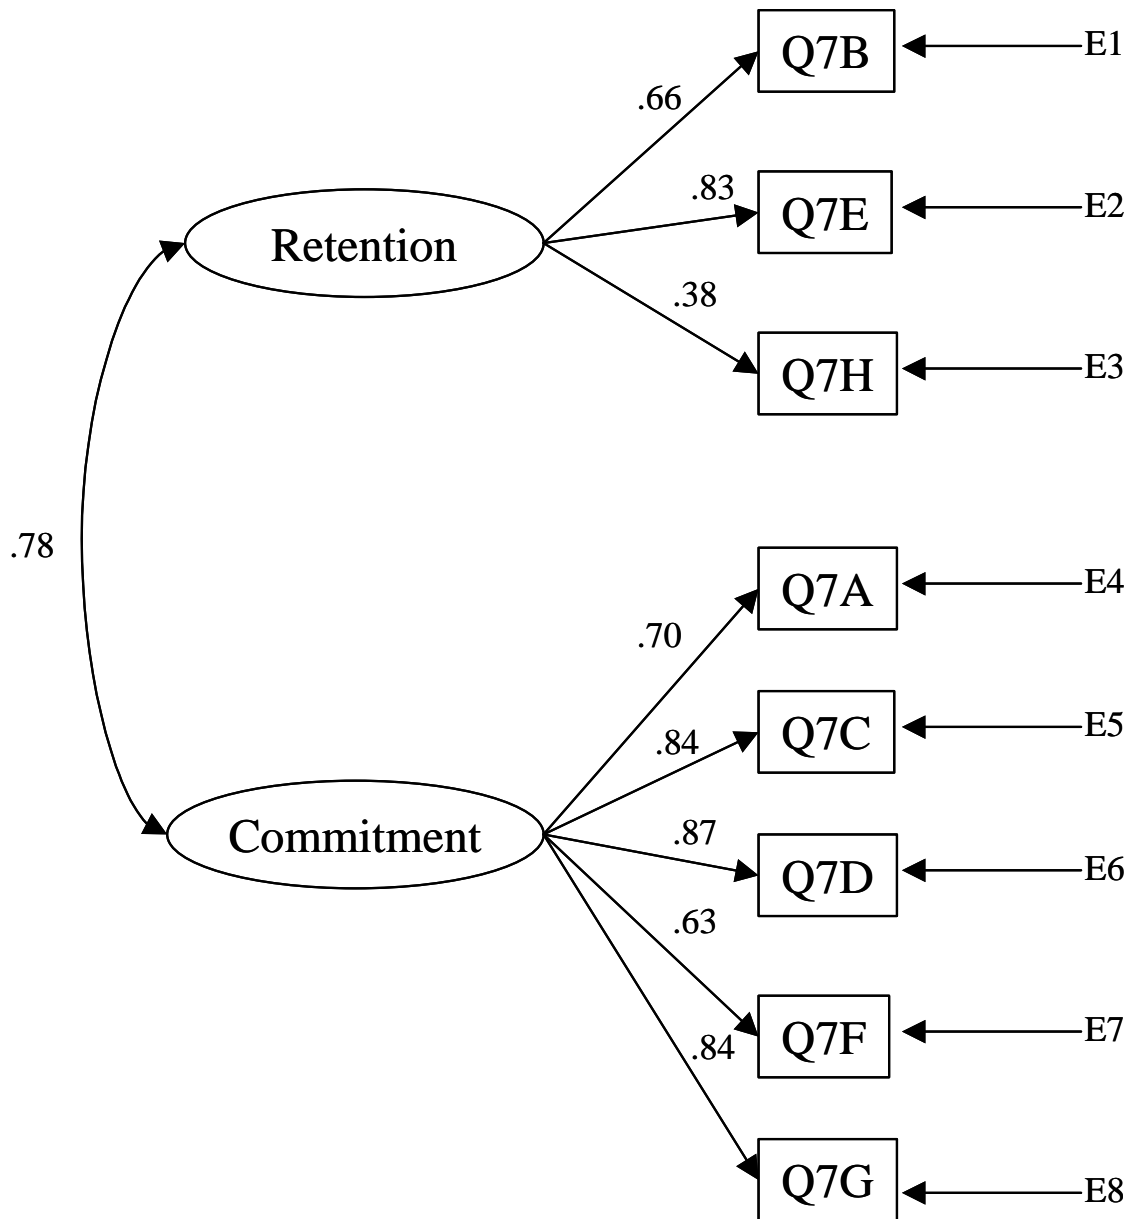 Q7B
E1
.66
.83
Q7E
E2
Retention
.38
Q7H
E3
.78
Q7A
E4
.70
Q7C
E5
.84
Commitment
.87
Q7D
E6
.63
Q7F
E7
.84
Q7G
E8